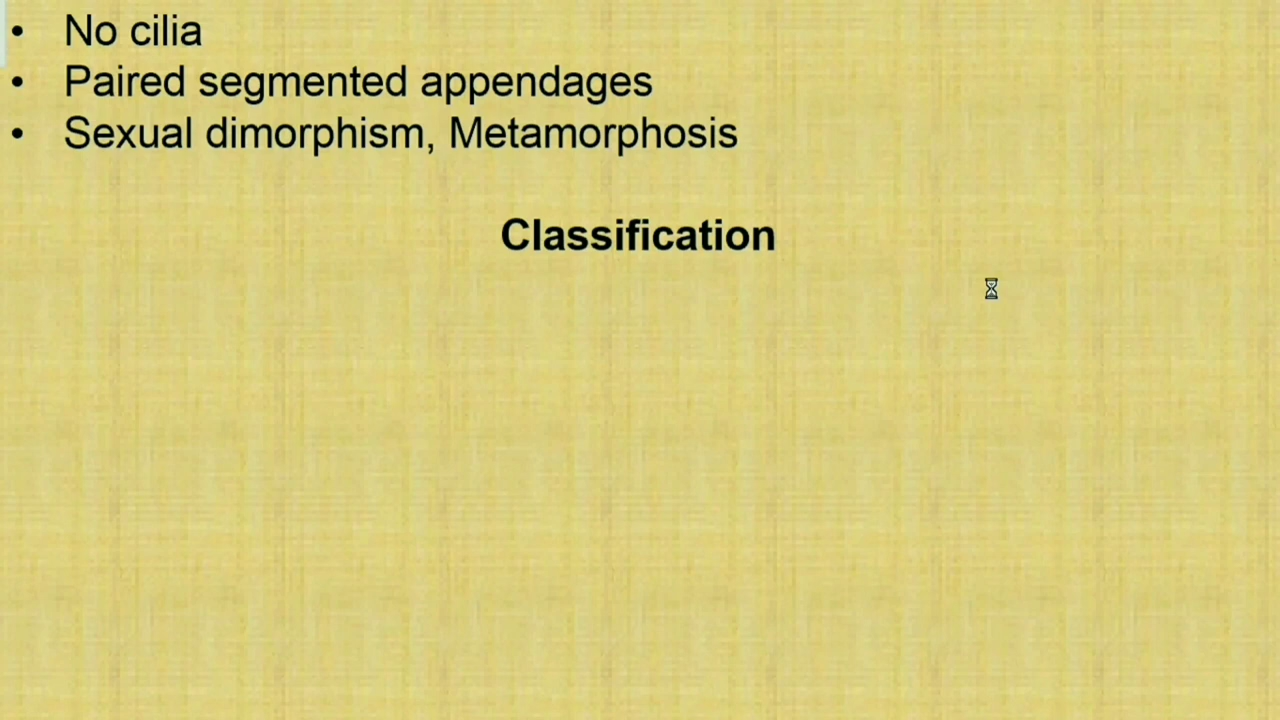 • No cilia
• Paired segmented appendages
• Sexual dimorphism, Metamorphosis
Classification